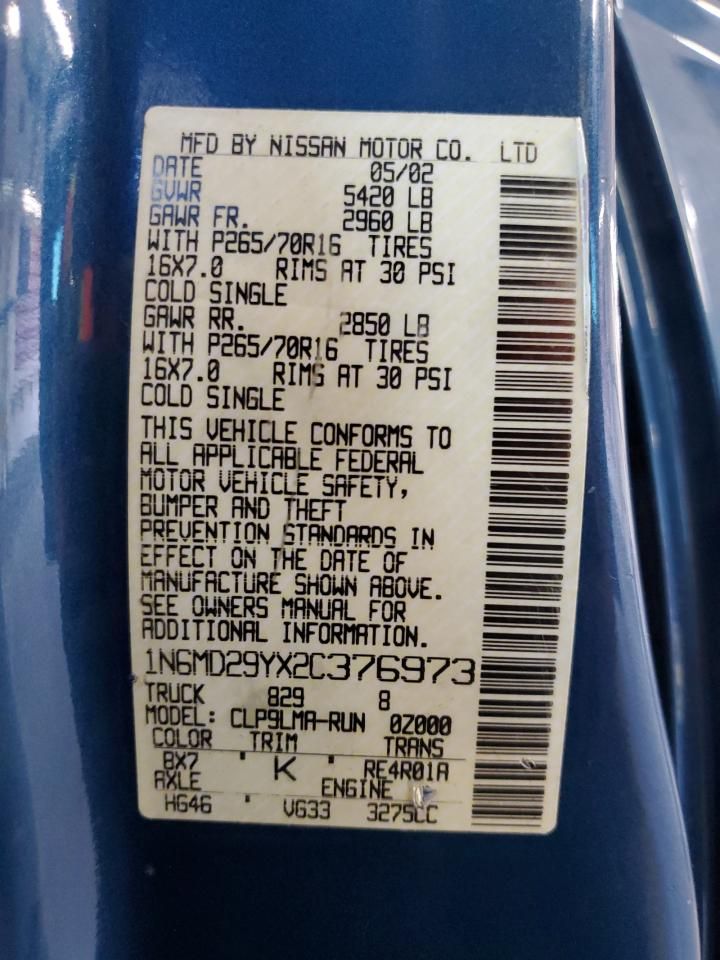 MFD BY NISSAN MOTOR CO. LTD
DATE 05/02
GVWR 5420 LB
GAWR FR. 2960 LB
WITH P265/70R16 TIRES
16X7.0 RIMS AT 30 PSI
COLD SINGLE
GAWR RR. 2850 LB
WITH P265/70R16 TIRES
16X7.0 RIMS AT 30 PSI
COLD SINGLE
THIS VEHICLE CONFORMS TO
ALL APPLICABLE FEDERAL
MOTOR VEHICLE SAFETY,
BUMPER AND THEFT
PREVENTION STANDARDS IN
EFFECT ON THE DATE OF
MANUFACTURE SHOWN ABOVE.
SEE OWNERS MANUAL FOR
ADDITIONAL INFORMATION.
1N6MD29YX2C376973
TRUCK 829 8
MODEL: CLP9LMA-RUN 0Z000
COLOR TRIM TRANS
BX7 ' K ' RE4R01A
AXLE ENGINE
HG46 ' VG33 3275CC